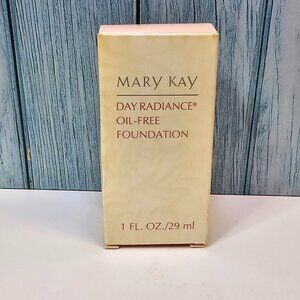 MARY KAY
DAY RADIANCE®
OIL-FREE
FOUNDATION
1 FL. OZ./29 ml